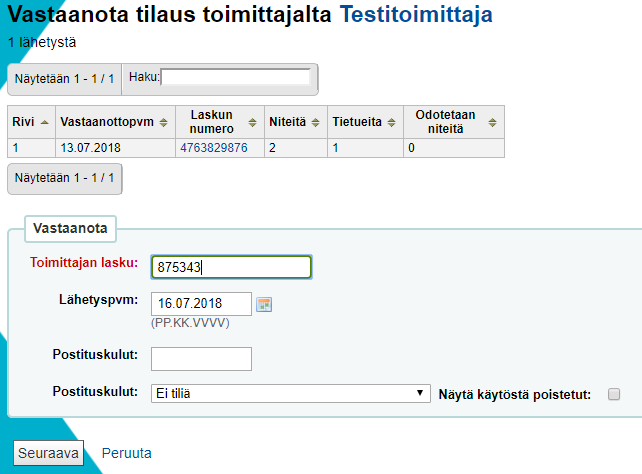 Vastaanota tilaus toimittajalta Testitoimittaja
1 lähetystä
Näytetään 1 - 1 / 1 Haku:
Rivi Vastaanottopvm Laskun numero Niteitä Tietueita Odotetaan niteitä
1 13.07.2018 4763829876 2 1 0
Näytetään 1 - 1 / 1
Vastaanota
Toimittajan lasku: 875343
Lähetyspvm: 16.07.2018
(PP.KK.VVVV)
Postituskulut:
Postituskulut: Ei tiliä Näytä käytöstä poistetut:
Seuraava Peruuta